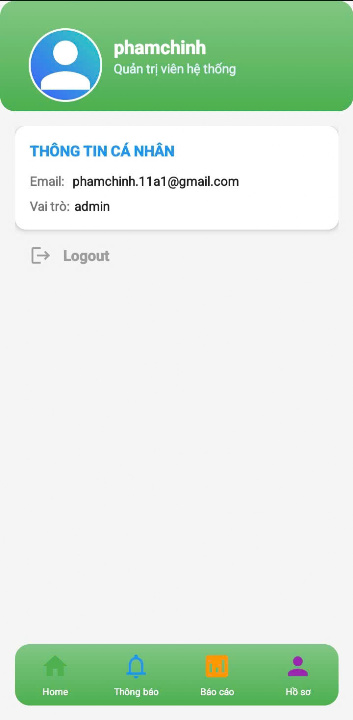 phamchinh
Quản trị viên hệ thống
THÔNG TIN CÁ NHÂN
Email: phamchinh.11a1@gmail.com
Vai trò: admin
Logout
Home
Thông báo
Báo cáo
Hồ sơ